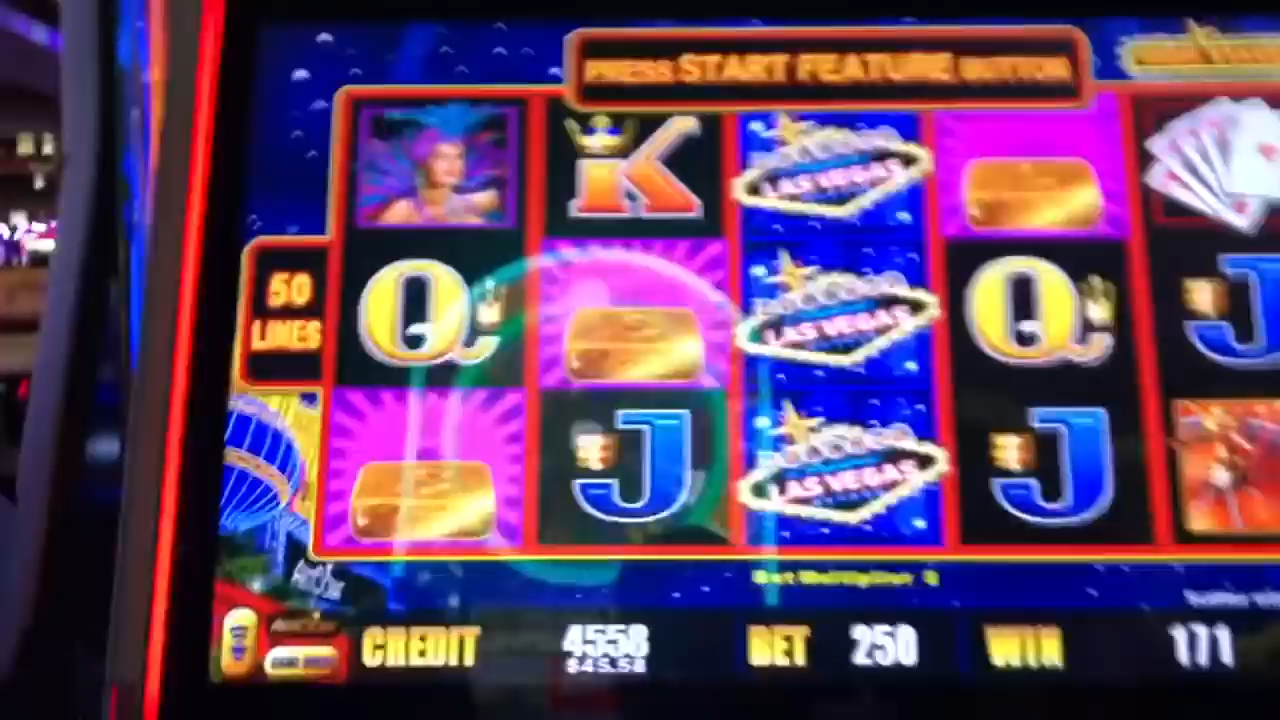 PRESS START FEATURE BUTTON
K
LAS VEGAS
50
LINES
Q
LAS VEGAS
Q
J
J
LAS VEGAS
J
CREDIT 4558 BET 250 WIN 171
$45.58